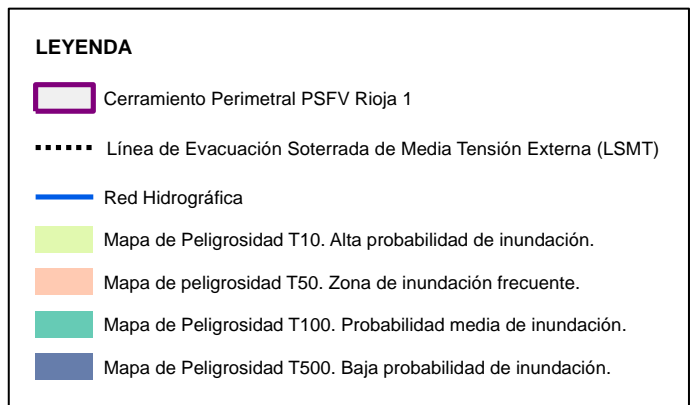 LEYENDA
Cerramiento Perimetral PSFV Rioja 1
Línea de Evacuación Soterrada de Media Tensión Externa (LSMT)
Red Hidrográfica
Mapa de Peligrosidad T10. Alta probabilidad de inundación.
Mapa de peligrosidad T50. Zona de inundación frecuente.
Mapa de Peligrosidad T100. Probabilidad media de inundación.
Mapa de Peligrosidad T500. Baja probabilidad de inundación.